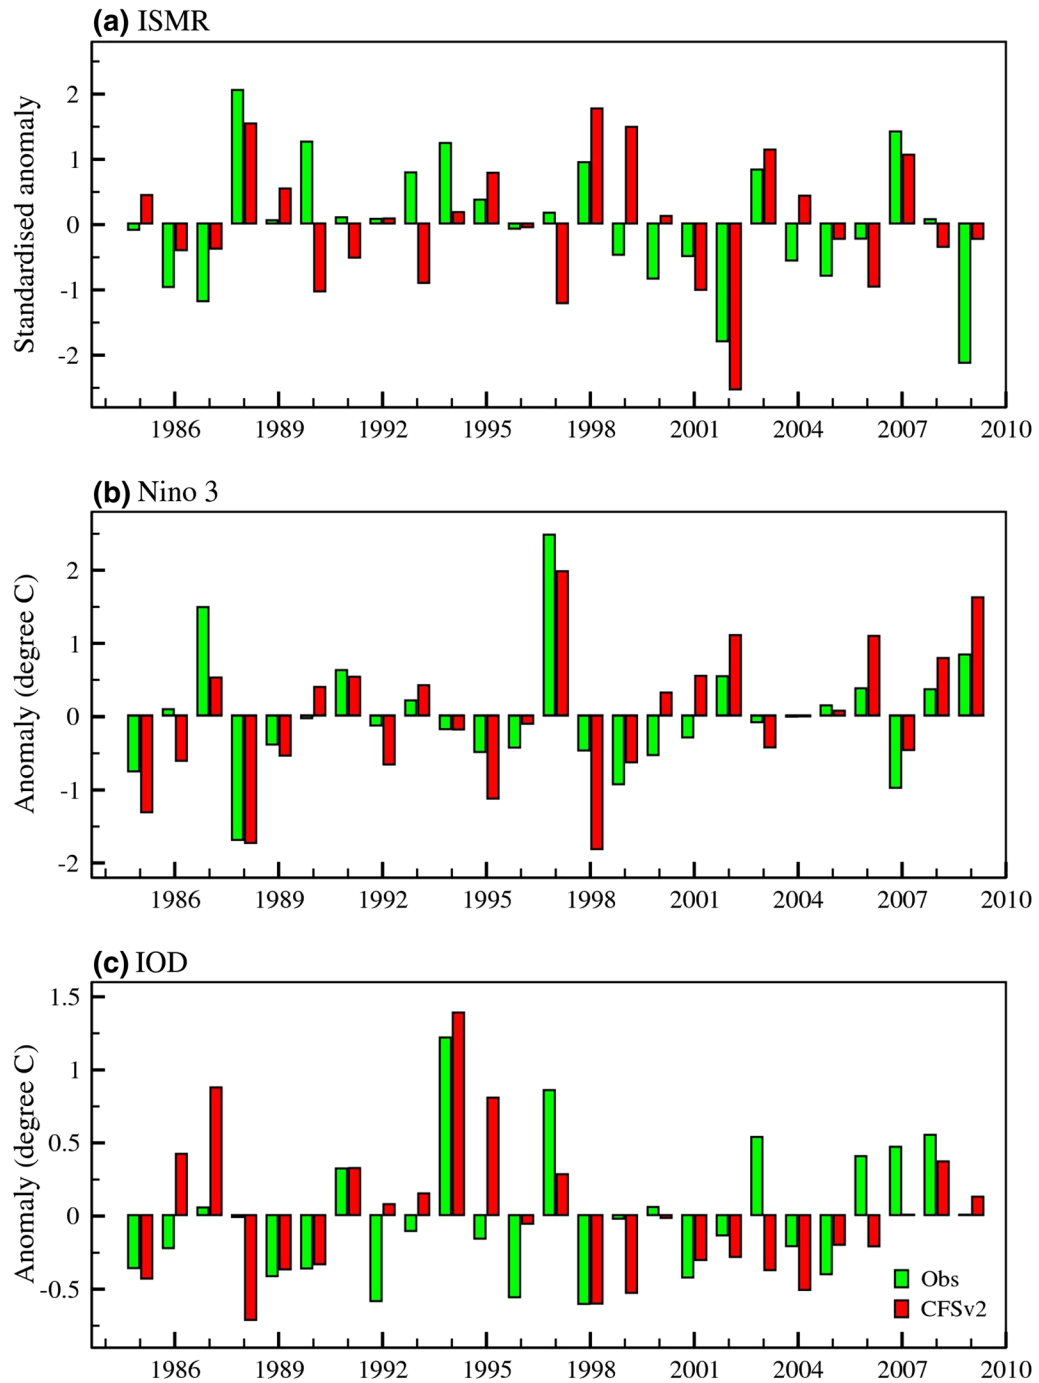 (a) ISMR
Standardised anomaly
2
1
0
-1
-2
1986 1989 1992 1995 1998 2001 2004 2007 2010
(b) Nino 3
Anomaly (degree C)
2
1
0
-1
-2
1986 1989 1992 1995 1998 2001 2004 2007 2010
(c) IOD
Anomaly (degree C)
1.5
1
0.5
0
-0.5
Obs
CFSv2
1986 1989 1992 1995 1998 2001 2004 2007 2010